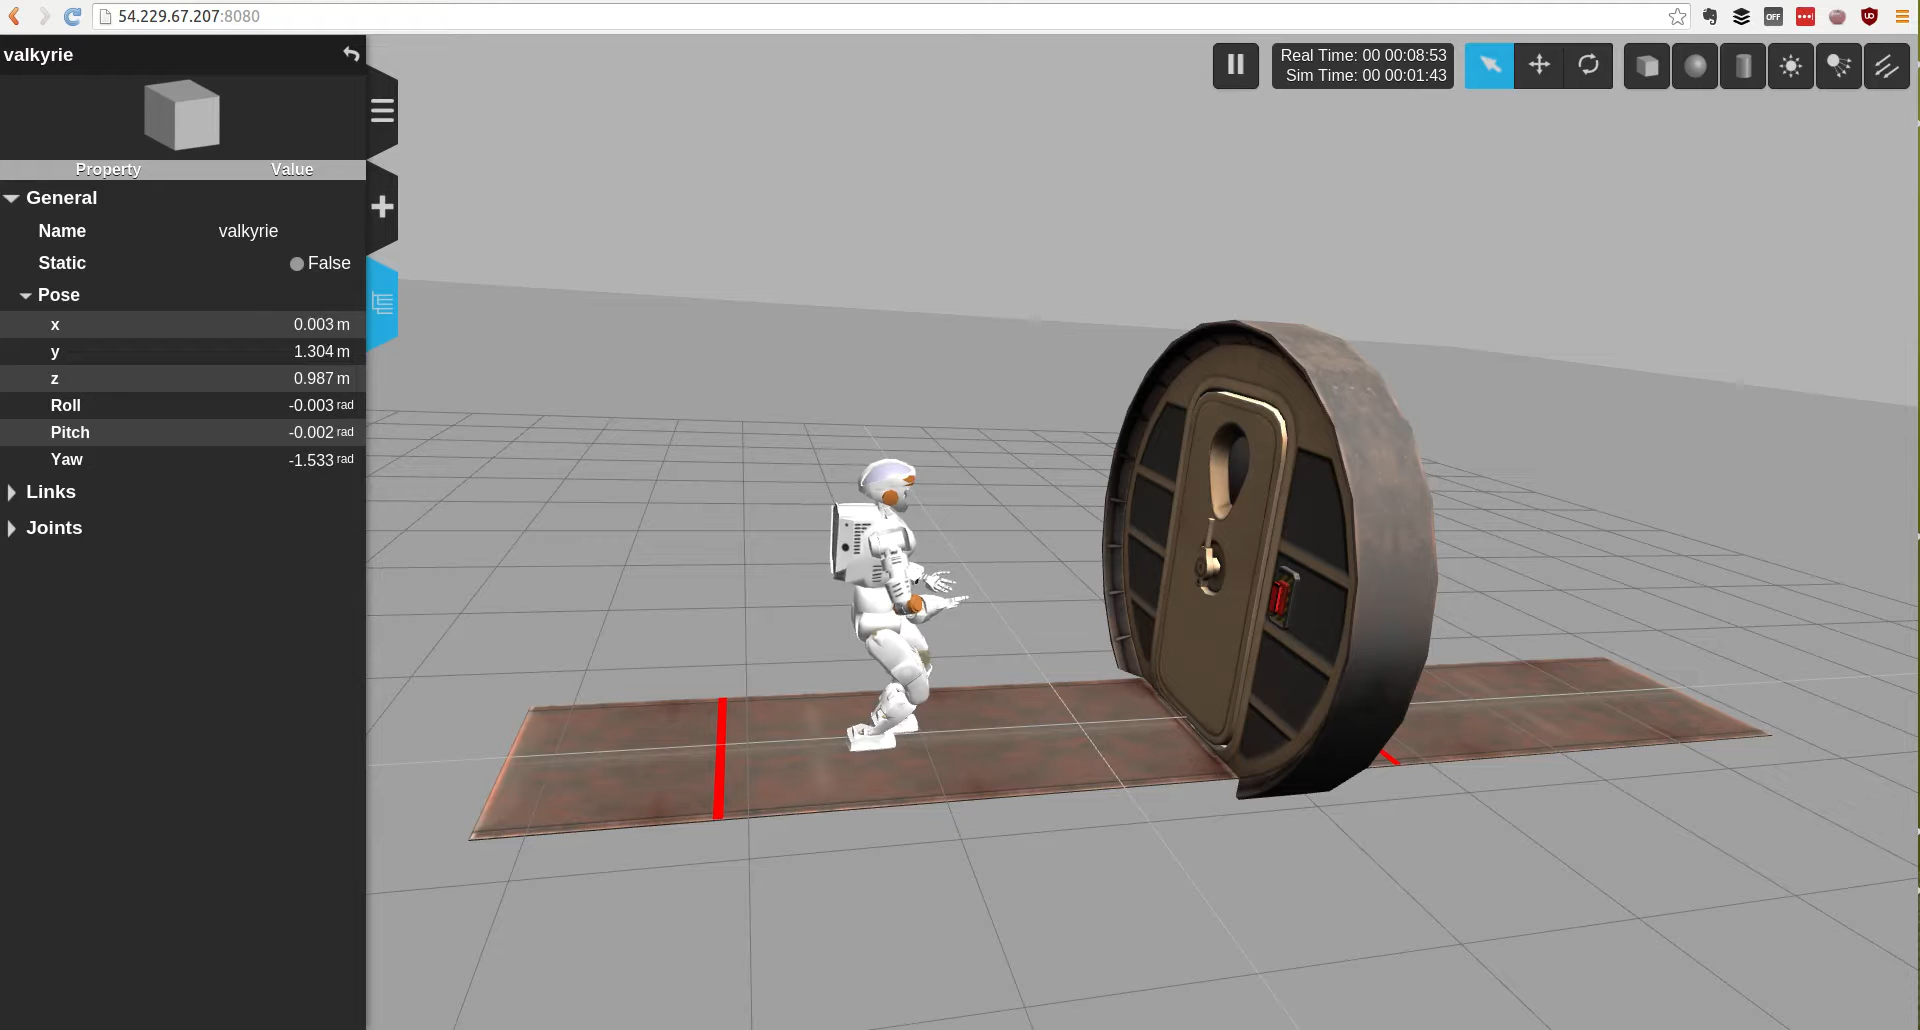 54.229.67.207:8080
OFF
valkyrie
Real Time: 00 00:08:53
Sim Time: 00 00:01:43
Property Value
General
Name valkyrie
Static False
Pose
x 0.003 m
y 1.304 m
z 0.987 m
Roll -0.003 rad
Pitch -0.002 rad
Yaw -1.533 rad
Links
Joints